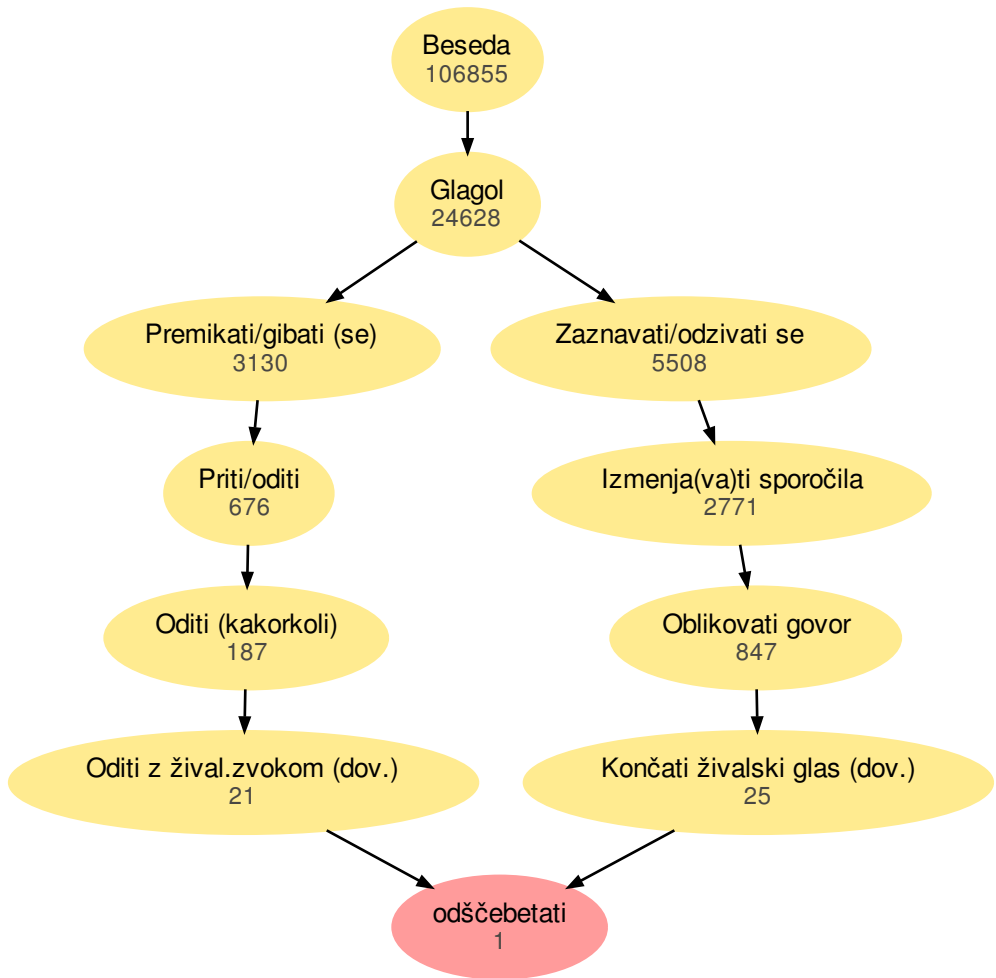 Beseda
106855
Glagol
24628
Premikati/gibati (se)
3130
Zaznavati/odzivati se
5508
Priti/oditi
676
Izmenja(va)ti sporočila
2771
Oditi (kakorkoli)
187
Oblikovati govor
847
Oditi z žival.zvokom (dov.)
21
Končati živalski glas (dov.)
25
odščebetati
1